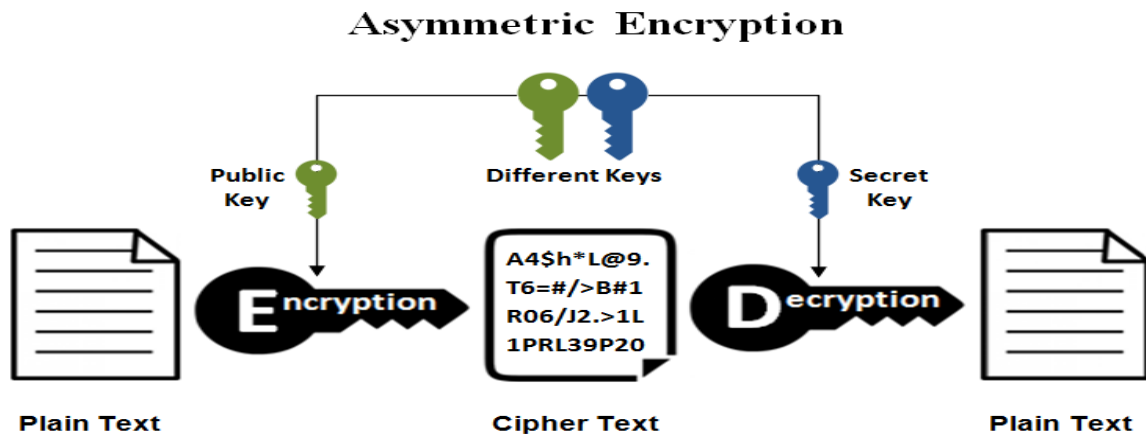 Asymmetric Encryption
Public
Key
Different Keys
Secret
Key
Encryption
A4$h*L@9.
T6=#/>B#1
R06/J2.>1L
1PRL39P20
Decryption
Plain Text
Cipher Text
Plain Text